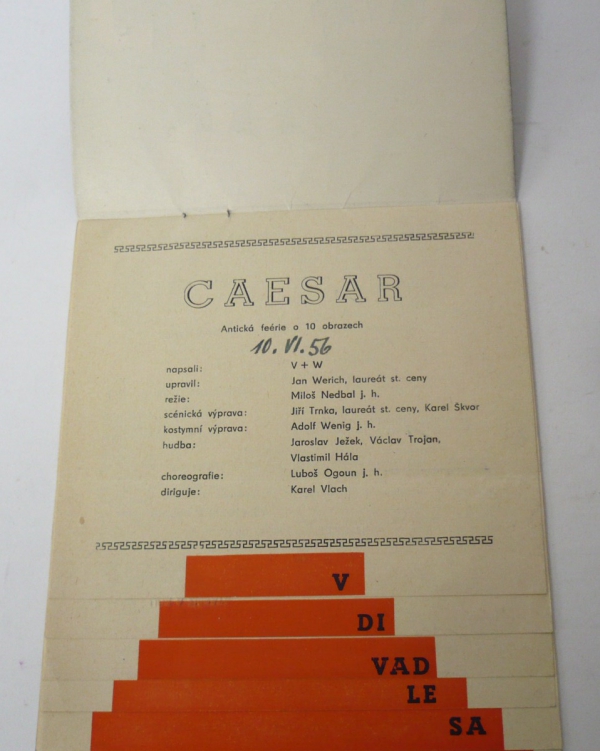 CAESAR
Antická feérie o 10 obrazech
10. VI. 56
napsali: V + W
upravil: Jan Werich, laureát st. ceny
režie: Miloš Nedbal j. h.
scénická výprava: Jiří Trnka, laureát st. ceny, Karel Škvor
kostymní výprava: Adolf Wenig j. h.
hudba: Jaroslav Ježek, Václav Trojan,
Vlastimil Hála
choreografie: Luboš Ogoun j. h.
diriguje: Karel Vlach
V
DI
VAD
LE
SA